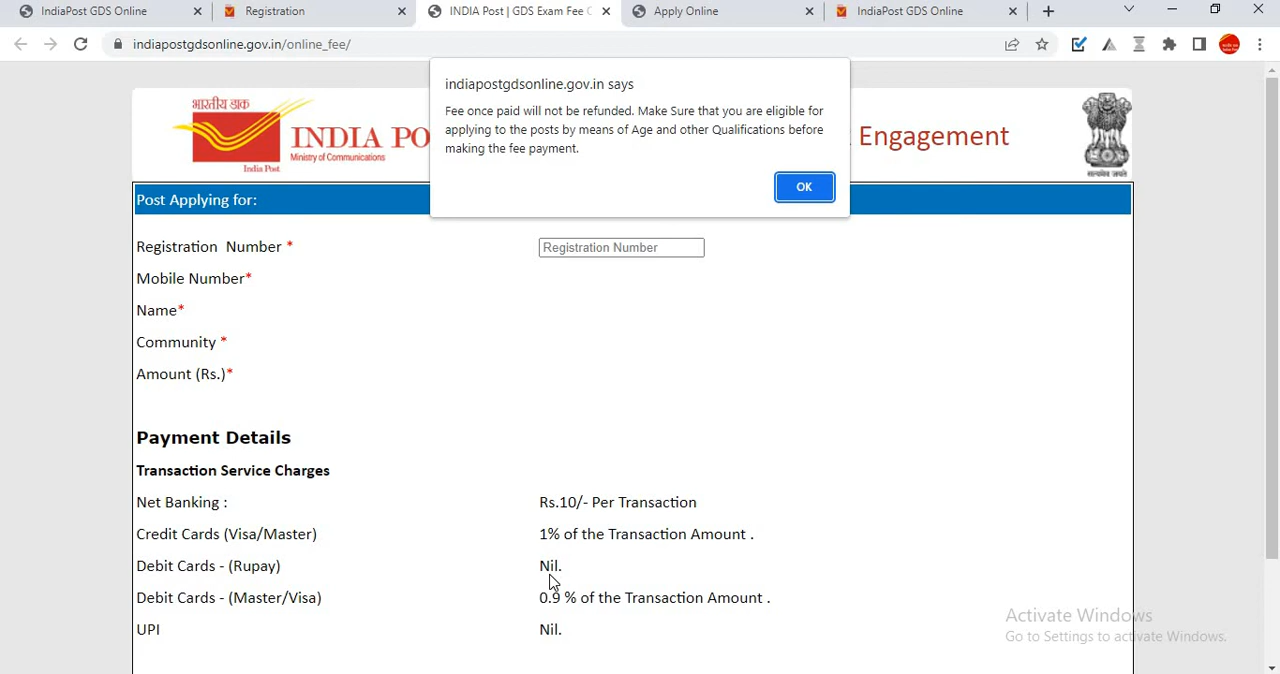 IndiaPost GDS Online
Registration
INDIA Post | GDS Exam Fee
Apply Online
IndiaPost GDS Online
indiapostgdsonline.gov.in/online_fee/
indiapostgdsonline.gov.in says
Fee once paid will not be refunded. Make Sure that you are eligible for
applying to the posts by means of Age and other Qualifications before
making the fee payment.
OK
भारतीय डाक
INDIA PO
Ministry of Communications
India Post
Engagement
सत्यमेव जयते
Post Applying for:
Registration Number *
Registration Number
Mobile Number*
Name*
Community *
Amount (Rs.)*
Payment Details
Transaction Service Charges
Net Banking :
Rs.10/- Per Transaction
Credit Cards (Visa/Master)
1% of the Transaction Amount .
Debit Cards - (Rupay)
Nil.
Debit Cards - (Master/Visa)
0.9 % of the Transaction Amount .
UPI
Nil.
Activate Windows
Go to Settings to activate Windows.